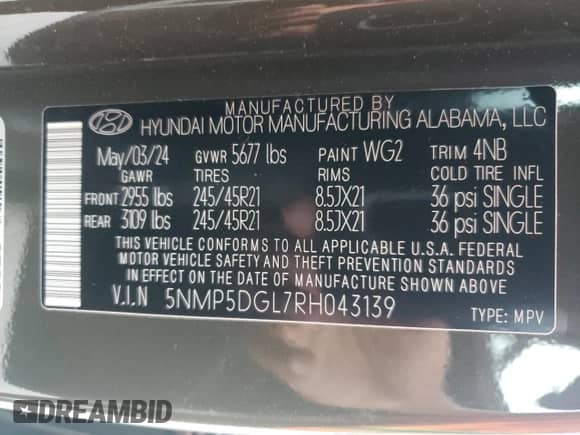 MANUFACTURED BY
HYUNDAI MOTOR MANUFACTURING ALABAMA, LLC
May/03/24 GVWR 5677 lbs PAINT WG2 TRIM 4NB
GAWR TIRES RIMS COLD TIRE INFL
FRONT 2955 lbs 245/45R21 8.5JX21 36 psi SINGLE
REAR 3109 lbs 245/45R21 8.5JX21 36 psi SINGLE
THIS VEHICLE CONFORMS TO ALL APPLICABLE U.S.A. FEDERAL
MOTOR VEHICLE SAFETY AND THEFT PREVENTION STANDARDS
IN EFFECT ON THE DATE OF MANUFACTURE SHOWN ABOVE
V.I.N 5NMP5DGL7RH043139 TYPE: MPV
DREAMBID